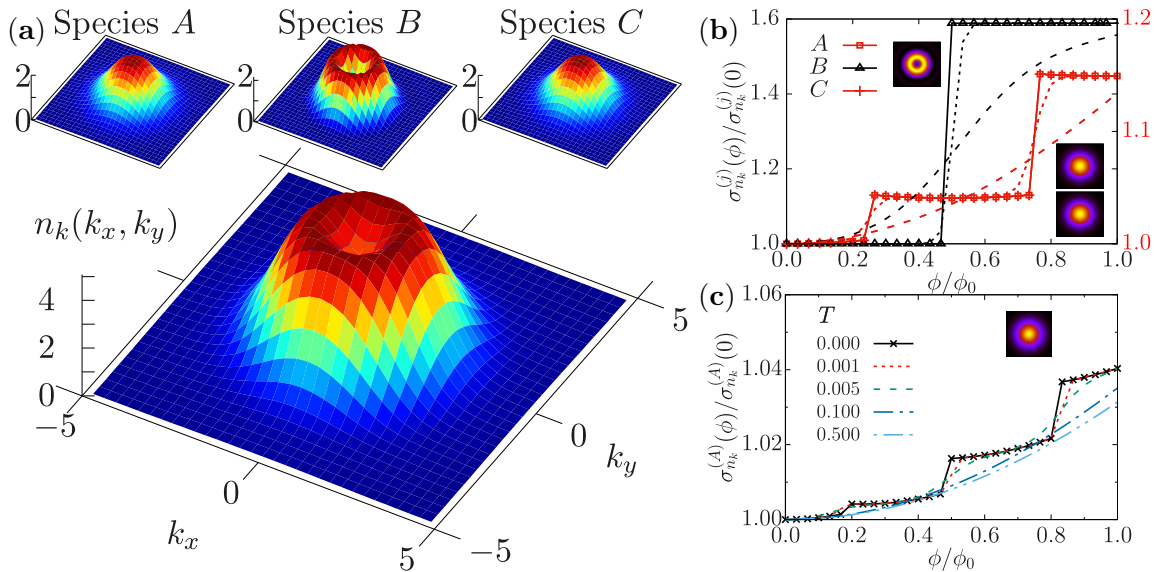 (a) Species A Species B Species C
2
0
2
0
2
0
n_k(k_x, k_y)
4
2
0
−5
0
5
k_x
−5
0
5
k_y
(b)
σ_{n_k}^{(j)}(ϕ)/σ_{n_k}^{(j)}(0)
1.6
1.4
1.2
1.0
1.2
1.1
1.0
A
B
C
0.0 0.2 0.4 0.6 0.8 1.0
ϕ/ϕ_0
(c)
σ_{n_k}^{(A)}(ϕ)/σ_{n_k}^{(A)}(0)
1.06
1.04
1.02
1.00
T
0.000
0.001
0.005
0.100
0.500
0.0 0.2 0.4 0.6 0.8 1.0
ϕ/ϕ_0